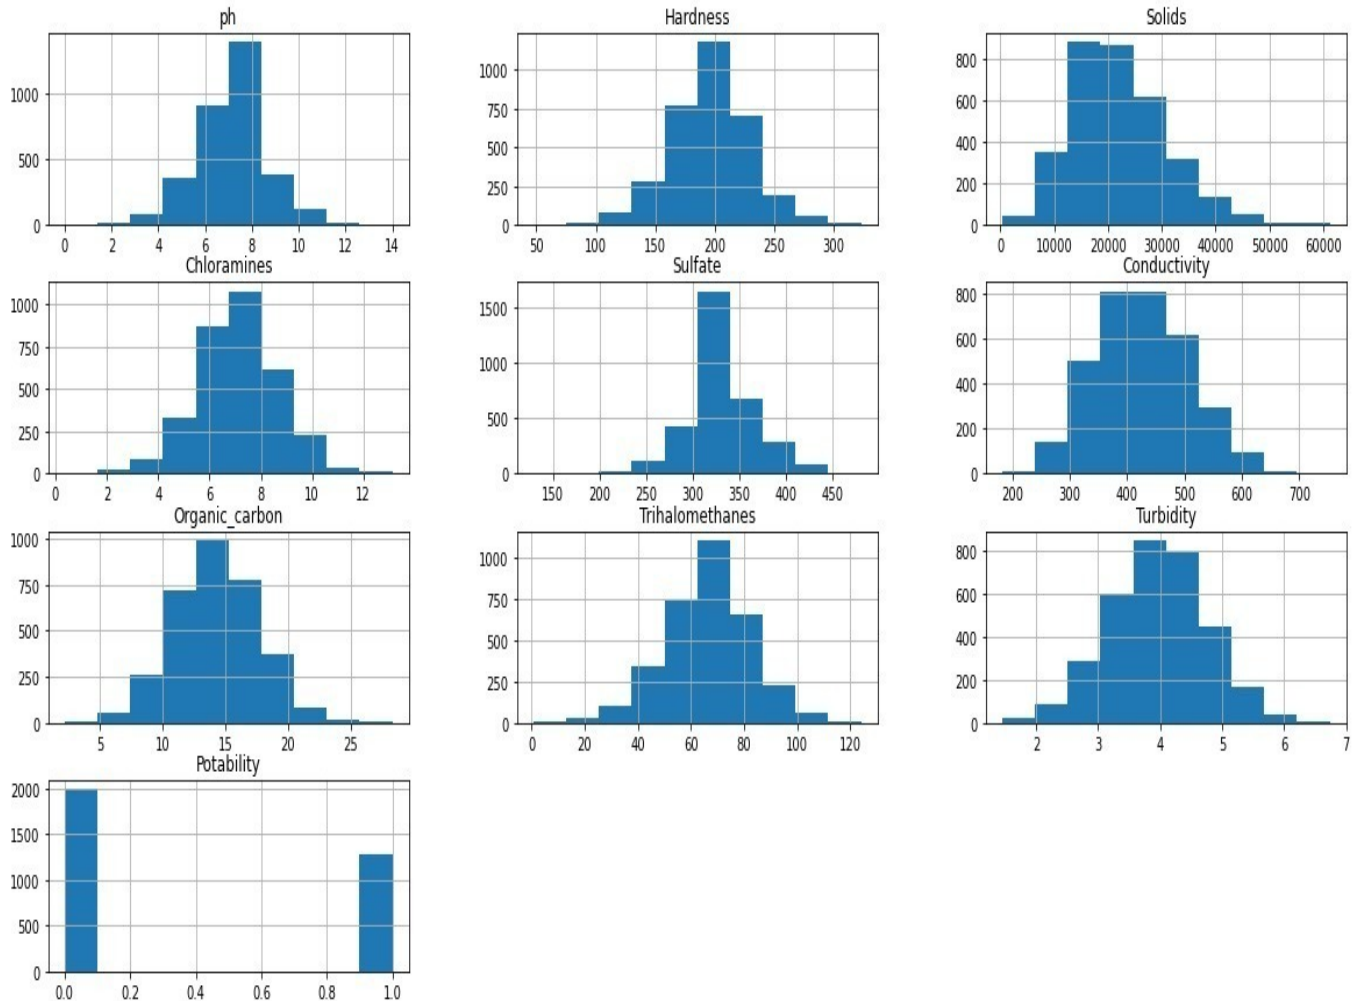 ph
1000
500
0
0 2 4 6 8 10 12 14
Hardness
1000
750
500
250
0
50 100 150 200 250 300
Solids
800
600
400
200
0
0 10000 20000 30000 40000 50000 60000
Chloramines
1000
750
500
250
0
0 2 4 6 8 10 12
Sulfate
1500
1000
500
0
150 200 250 300 350 400 450
Conductivity
800
600
400
200
0
200 300 400 500 600 700
Organic_carbon
1000
750
500
250
0
5 10 15 20 25
Trihalomethanes
1000
750
500
250
0
0 20 40 60 80 100 120
Turbidity
800
600
400
200
0
2 3 4 5 6 7
Potability
2000
1500
1000
500
0
0.0 0.2 0.4 0.6 0.8 1.0